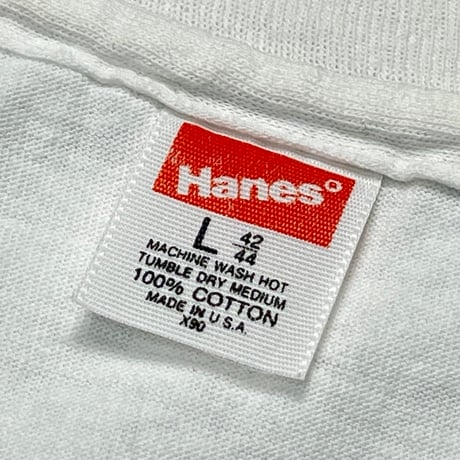 Hanes®
L 42/44
MACHINE WASH HOT
TUMBLE DRY MEDIUM
100% COTTON
MADE IN U.S.A.
X90